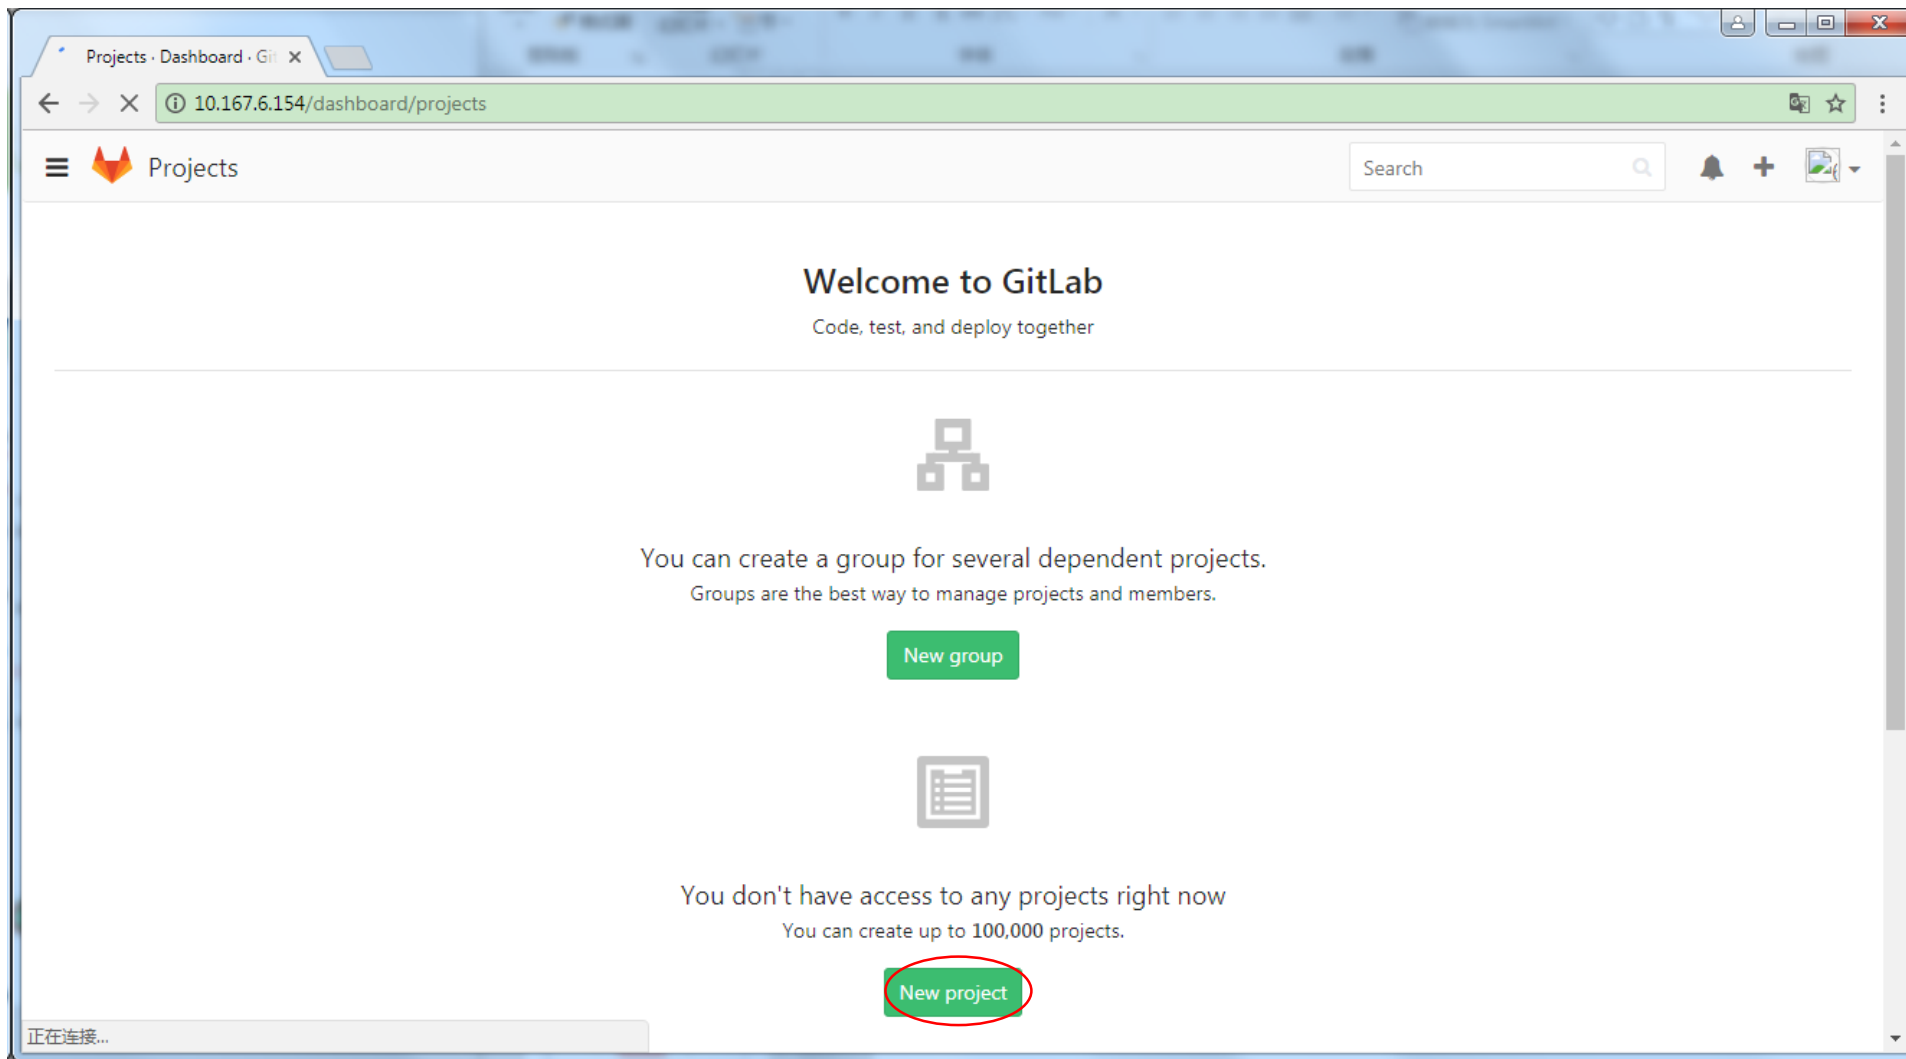 Projects · Dashboard · Git
10.167.6.154/dashboard/projects
Projects
Search
Welcome to GitLab
Code, test, and deploy together
You can create a group for several dependent projects.
Groups are the best way to manage projects and members.
New group
You don't have access to any projects right now
You can create up to 100,000 projects.
New project
正在连接...